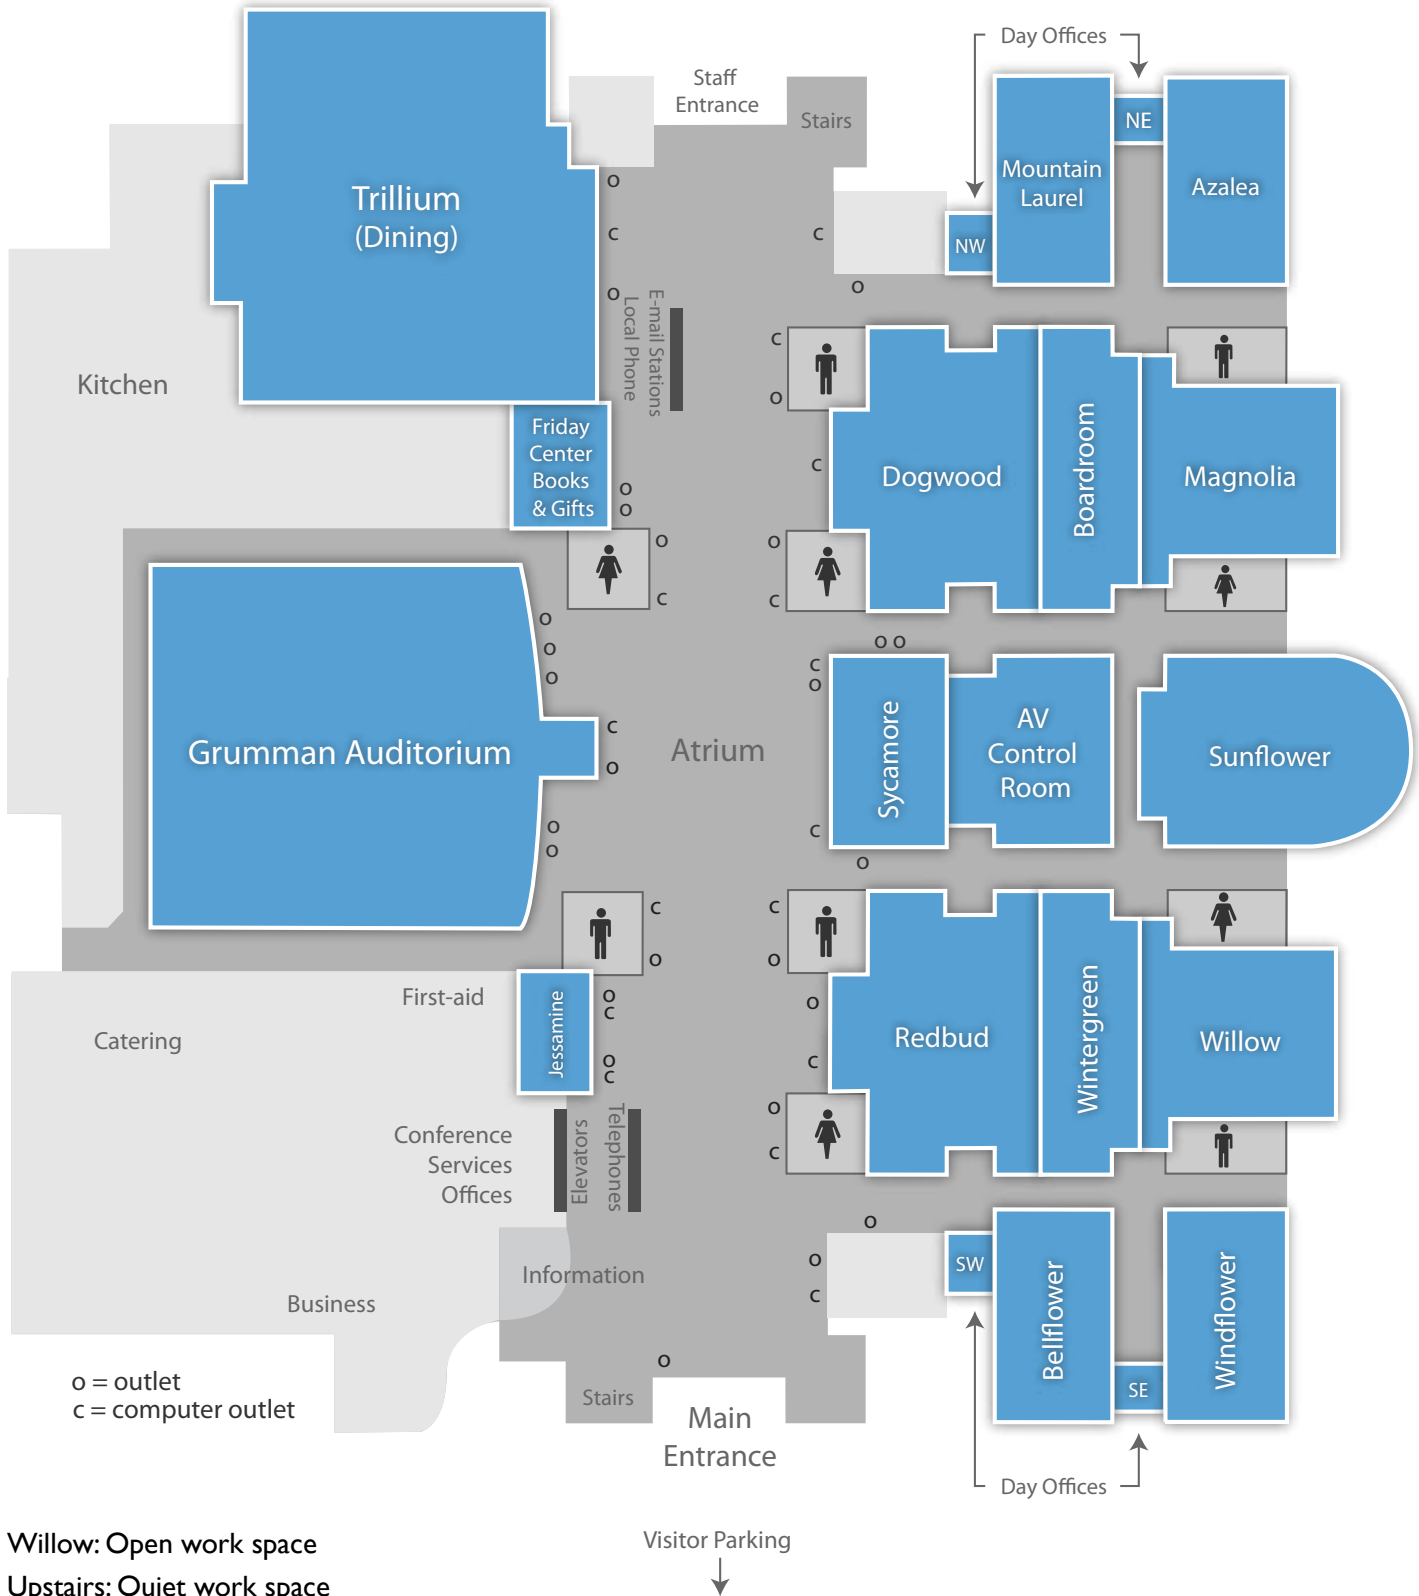 Day Offices
Staff
Entrance
Stairs
NE
Mountain
Laurel
Azalea
Trillium
(Dining)
NW
o
c
o
c
o
E-mail Stations
Local Phone
Kitchen
c
o
c
Dogwood
Boardroom
Magnolia
Friday
Center
Books
& Gifts
o
o
o
c
o
c
o
o
o
o o
c
o
Grumman Auditorium
c
o
Atrium
Sycamore
AV
Control
Room
Sunflower
o
o
c
o
c
o
c
o
First-aid
Catering
Jessamine
o
c
o
c
o
c
Redbud
Wintergreen
Willow
o
c
Conference
Services
Offices
Elevators
Telephones
o
o
c
SW
Information
Business
Bellflower
Windflower
SE
o
Stairs
o = outlet
c = computer outlet
Main
Entrance
Day Offices
Willow: Open work space
Upstairs: Quiet work space
Visitor Parking